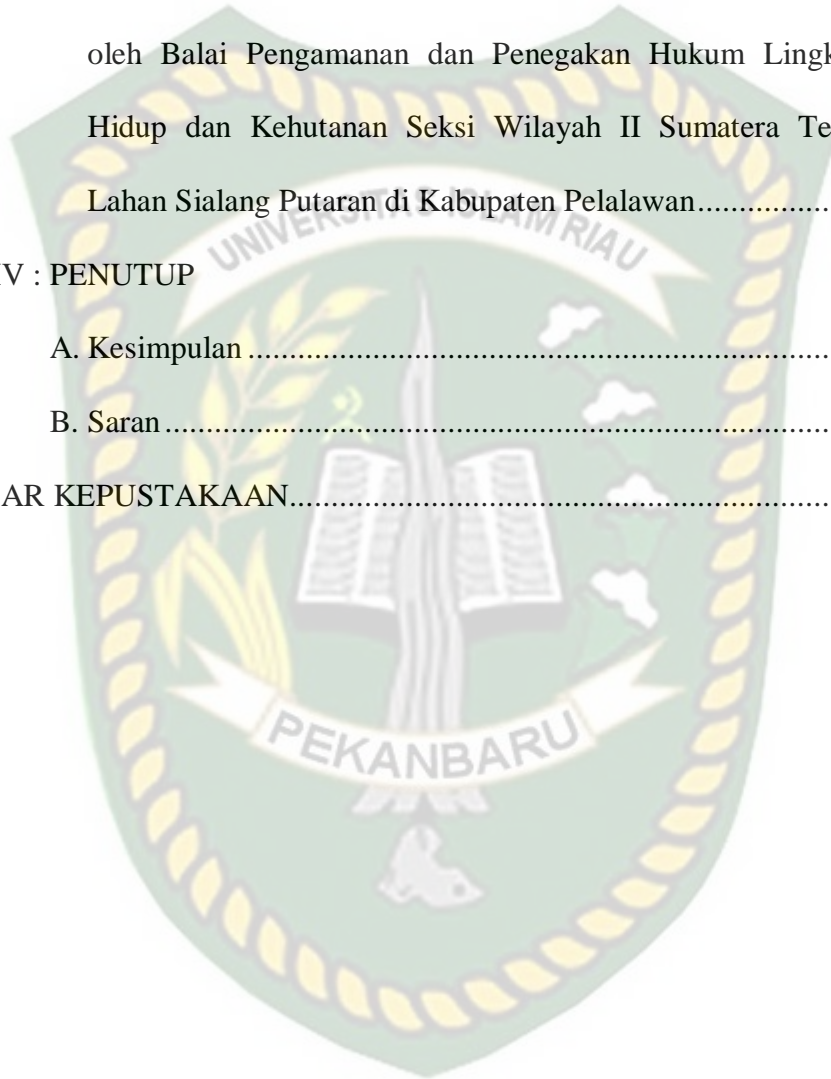 oleh Balai Pengamanan dan Penegakan Hukum Lingk
Hidup dan Kehutanan Seksi Wilayah II Sumatera Te
Lahan Sialang Putaran di Kabupaten Pelalawan................
UNIVERSITAS ISLAM RIAU
V : PENUTUP
A. Kesimpulan .......................................................................
B. Saran .................................................................................
AR KEPUSTAKAAN..................................................................
PEKANBARU